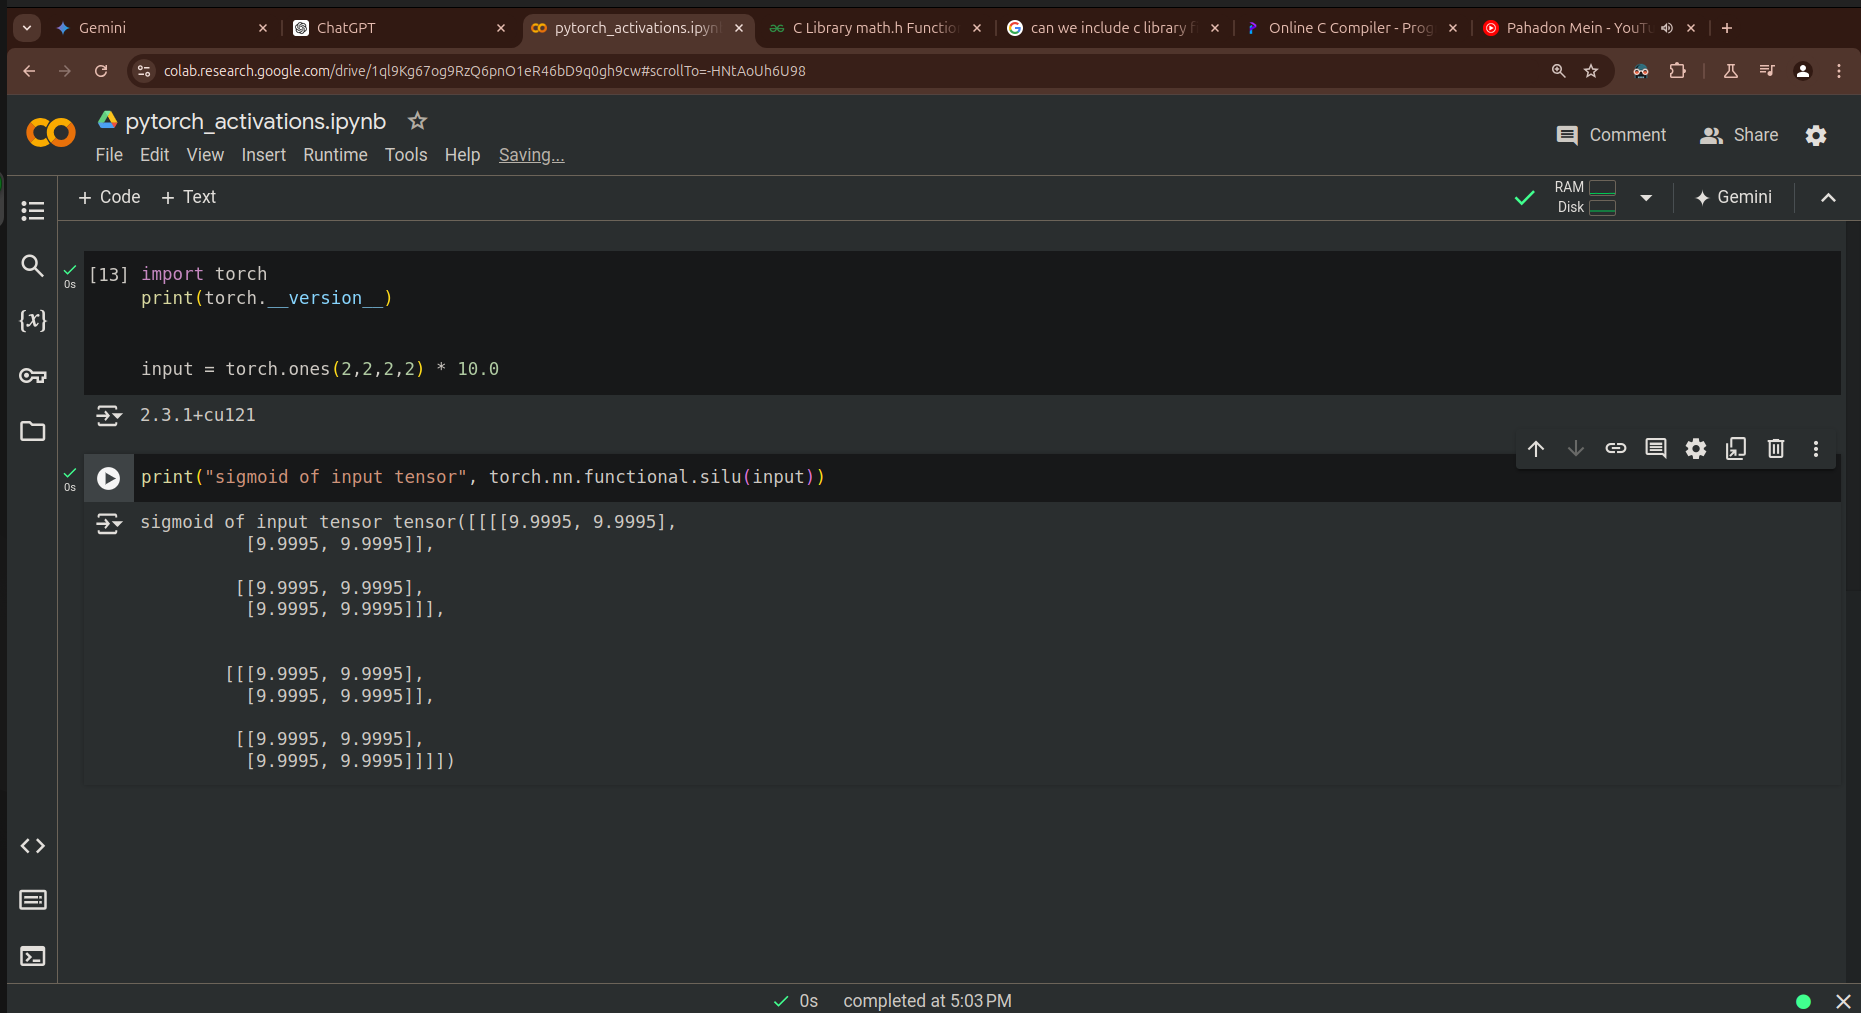 Gemini
ChatGPT
pytorch_activations.ipyn
C Library math.h Functio
can we include c library f
Online C Compiler - Prog
Pahadon Mein - YouTu
colab.research.google.com/drive/1ql9Kg67og9RzQ6pnO1eR46bD9q0gh9cw#scrollTo=-HNtAoUh6U98
pytorch_activations.ipynb
Comment
Share
File Edit View Insert Runtime Tools Help Saving...
+ Code + Text
RAM
Disk
Gemini
{x}
0s
[13] import torch
print(torch.__version__)
input = torch.ones(2,2,2,2) * 10.0
2.3.1+cu121
0s
print("sigmoid of input tensor", torch.nn.functional.silu(input))
sigmoid of input tensor tensor([[[[9.9995, 9.9995],
[9.9995, 9.9995]],
[[9.9995, 9.9995],
[9.9995, 9.9995]]],
[[[9.9995, 9.9995],
[9.9995, 9.9995]],
[[9.9995, 9.9995],
[9.9995, 9.9995]]]])
0s completed at 5:03 PM